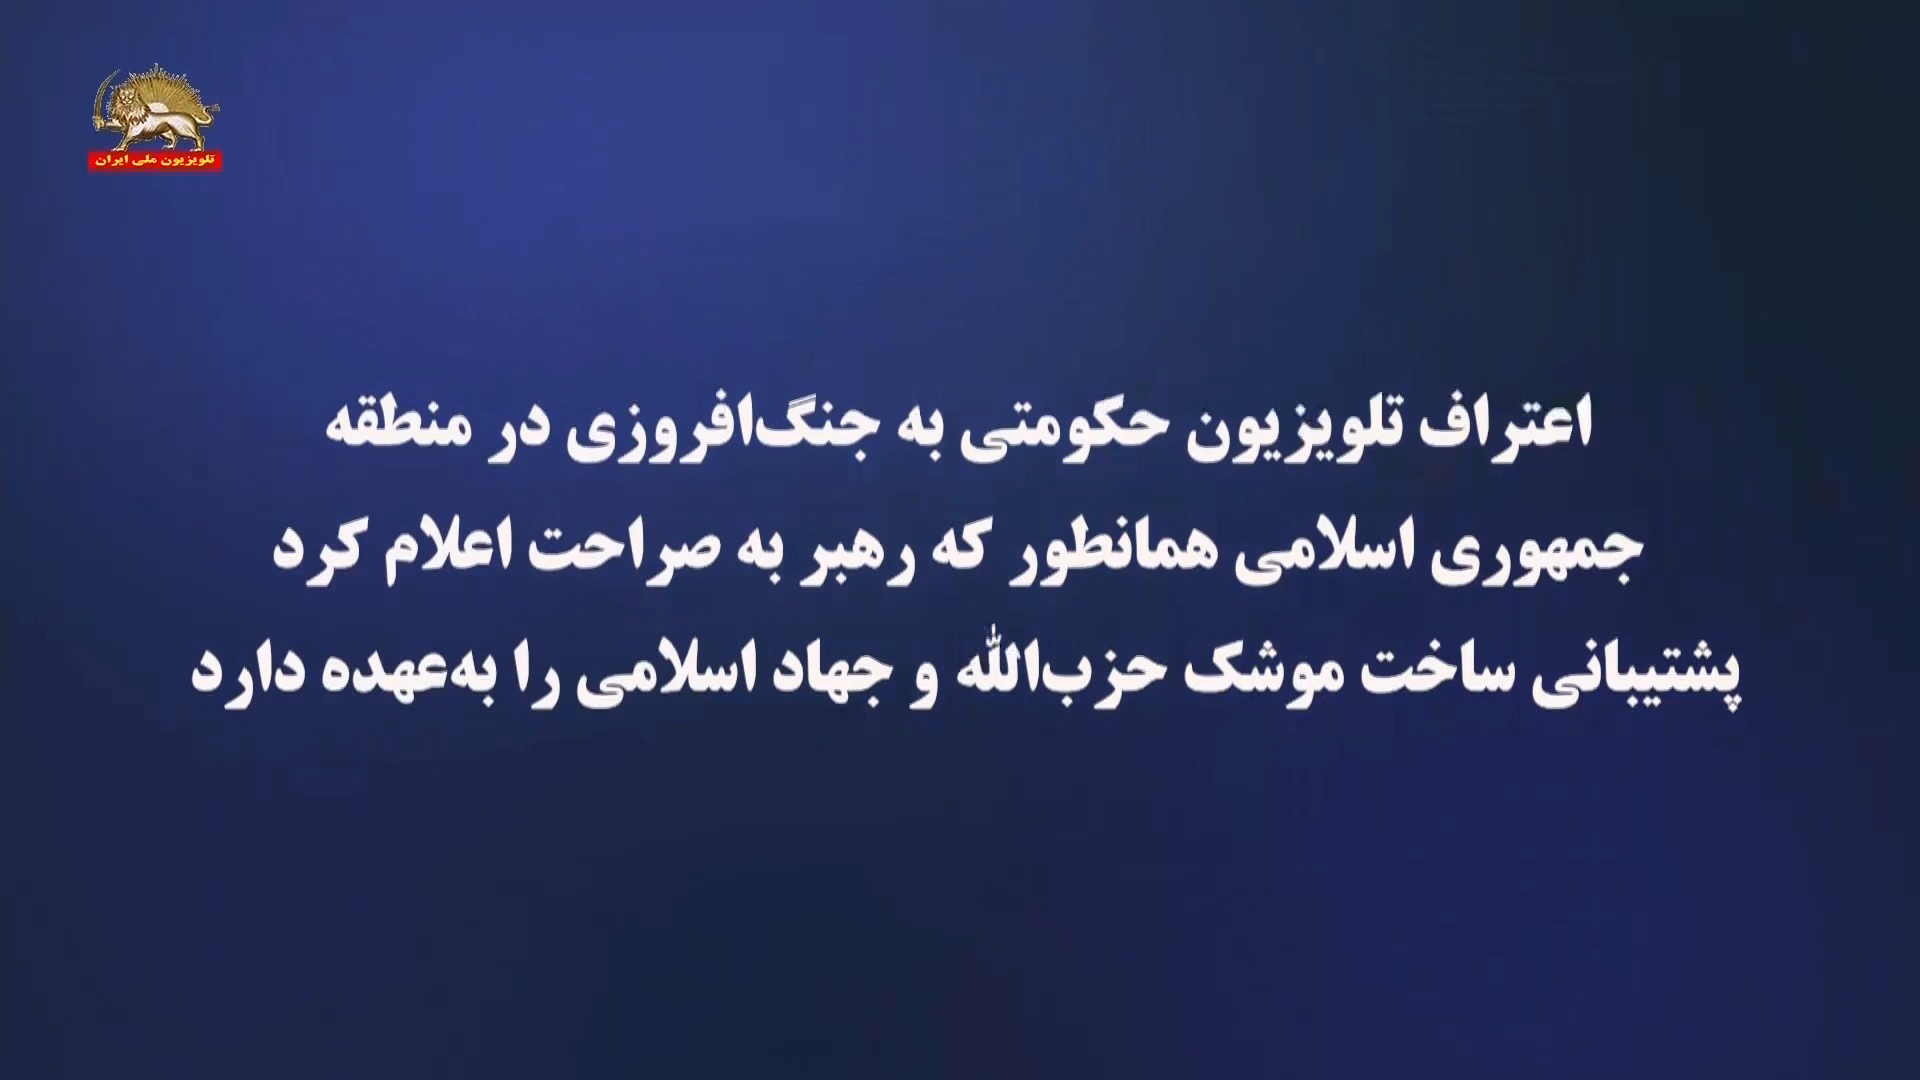 تلویزیون ملی ایران
اعتراف تلویزیون حکومتی به جنگ‌افروزی در منطقه
جمهوری اسلامی همانطور که رهبر به صراحت اعلام کرد
پشتیبانی ساخت موشک حزب‌الله و جهاد اسلامی را به‌عهده دارد